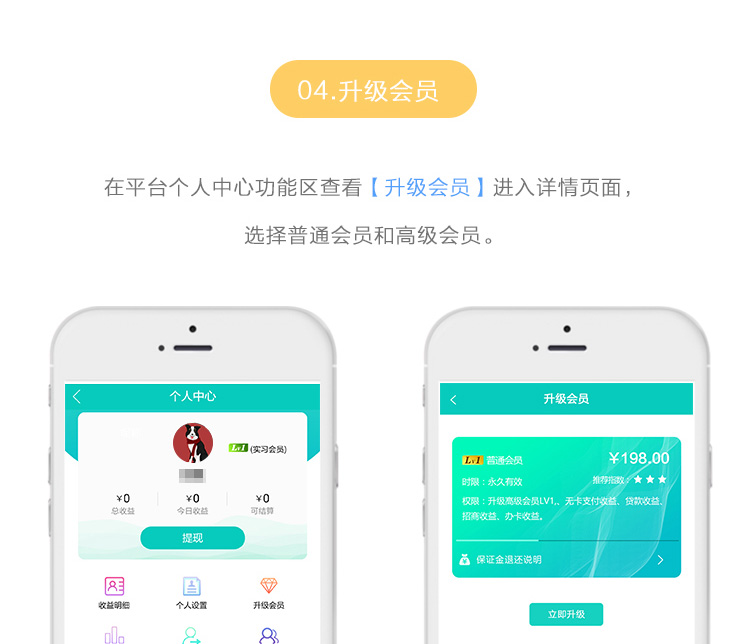 04.升级会员
在平台个人中心功能区查看【升级会员】进入详情页面，
选择普通会员和高级会员。
个人中心
Lv1 (实习会员)
¥0 ¥0 ¥0
总收益 今日收益 可结算
提现
收益明细 个人设置 升级会员
升级会员
Lv1 普通会员 ¥198.00
时限：永久有效 推荐指数：★ ★ ★
权限：升级高级会员LV1,、无卡支付收益、贷款收益、
招商收益、办卡收益。
保证金退还说明
立即升级